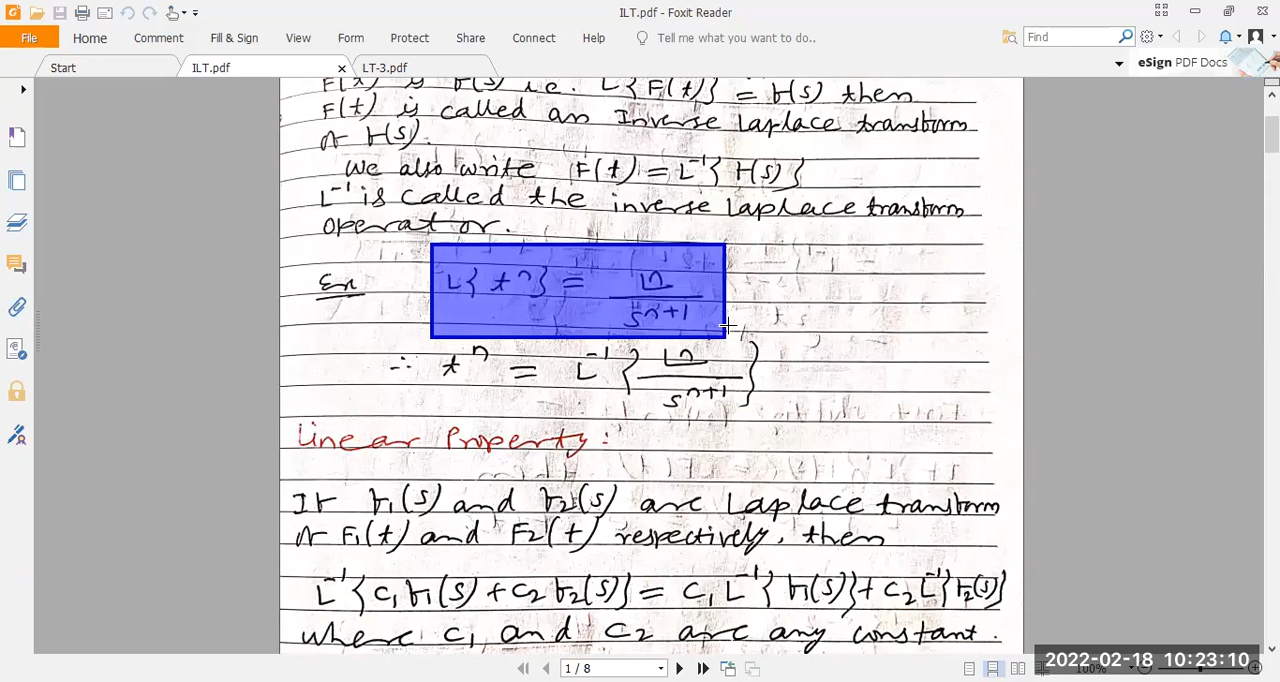 ILT.pdf - Foxit Reader
File Home Comment Fill & Sign View Form Protect Share Connect Help Tell me what you want to do.. Find
Start ILT.pdf x LT-3.pdf eSign PDF Docs
F(t) is f(s) i.e. L{F(t)} = f(s) then
F(t) is called an Inverse Laplace transform
of f(s).
We also write F(t) = L⁻¹{f(s)}
L⁻¹ is called the inverse Laplace transform
operator.
Ex L{tⁿ} = |n / sⁿ⁺¹
∴ tⁿ = L⁻¹{|n / sⁿ⁺¹}
Linear Property:
If f₁(s) and f₂(s) are Laplace transform
of F₁(t) and F₂(t) respectively, then
L⁻¹{c₁f₁(s) + c₂f₂(s)} = c₁L⁻¹{f₁(s)} + c₂L⁻¹{f₂(s)}
where c₁ and c₂ are any constant.
1 / 8
2022-02-18 10:23:10